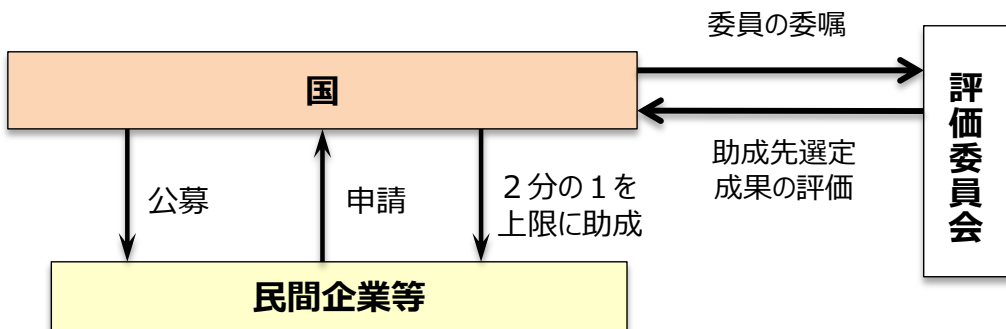 委員の委嘱
国
評価委員会
助成先選定
成果の評価
公募
申請
２分の１を
上限に助成
民間企業等